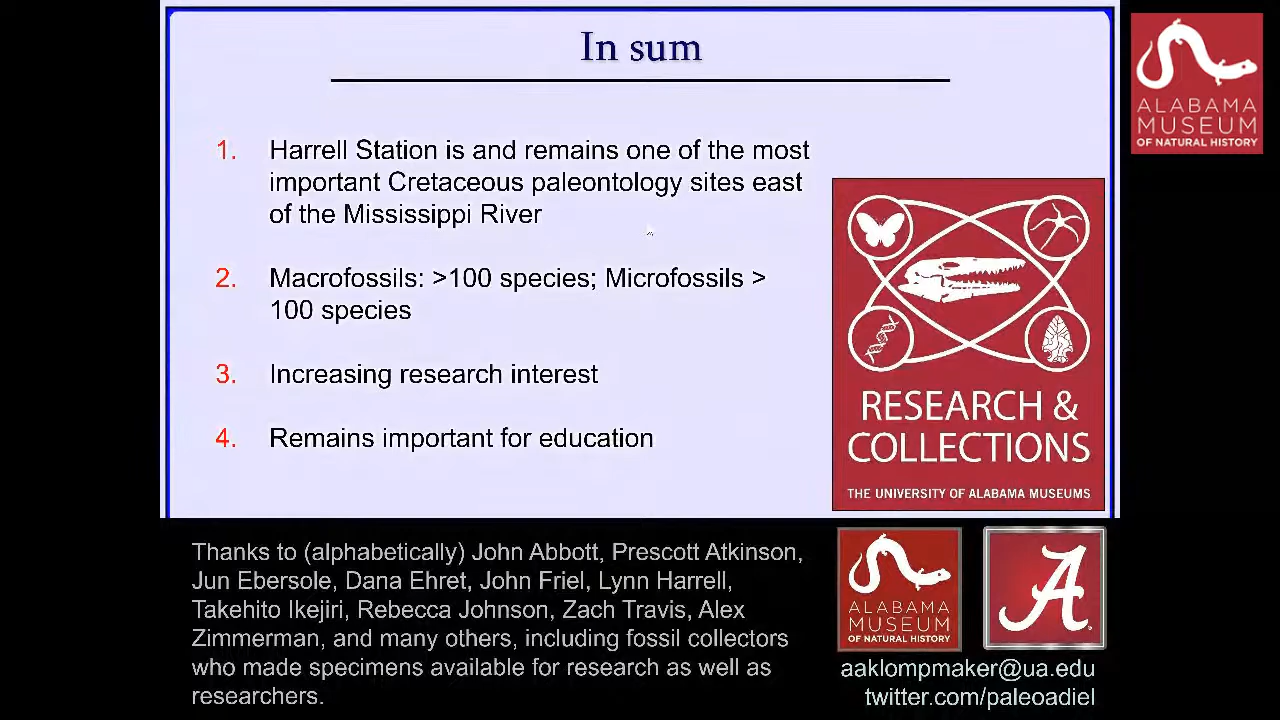 In sum
1. Harrell Station is and remains one of the most
important Cretaceous paleontology sites east
of the Mississippi River
2. Macrofossils: >100 species; Microfossils >
100 species
3. Increasing research interest
4. Remains important for education
ALABAMA
MUSEUM
OF NATURAL HISTORY
RESEARCH &
COLLECTIONS
THE UNIVERSITY OF ALABAMA MUSEUMS
Thanks to (alphabetically) John Abbott, Prescott Atkinson,
Jun Ebersole, Dana Ehret, John Friel, Lynn Harrell,
Takehito Ikejiri, Rebecca Johnson, Zach Travis, Alex
Zimmerman, and many others, including fossil collectors
who made specimens available for research as well as
researchers.
ALABAMA
MUSEUM
OF NATURAL HISTORY
A
aaklompmaker@ua.edu
twitter.com/paleoadiel